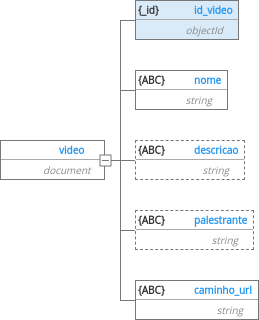 {_id} id_video
objectId
{ABC} nome
string
video
document
{ABC} descricao
string
{ABC} palestrante
string
{ABC} caminho_url
string